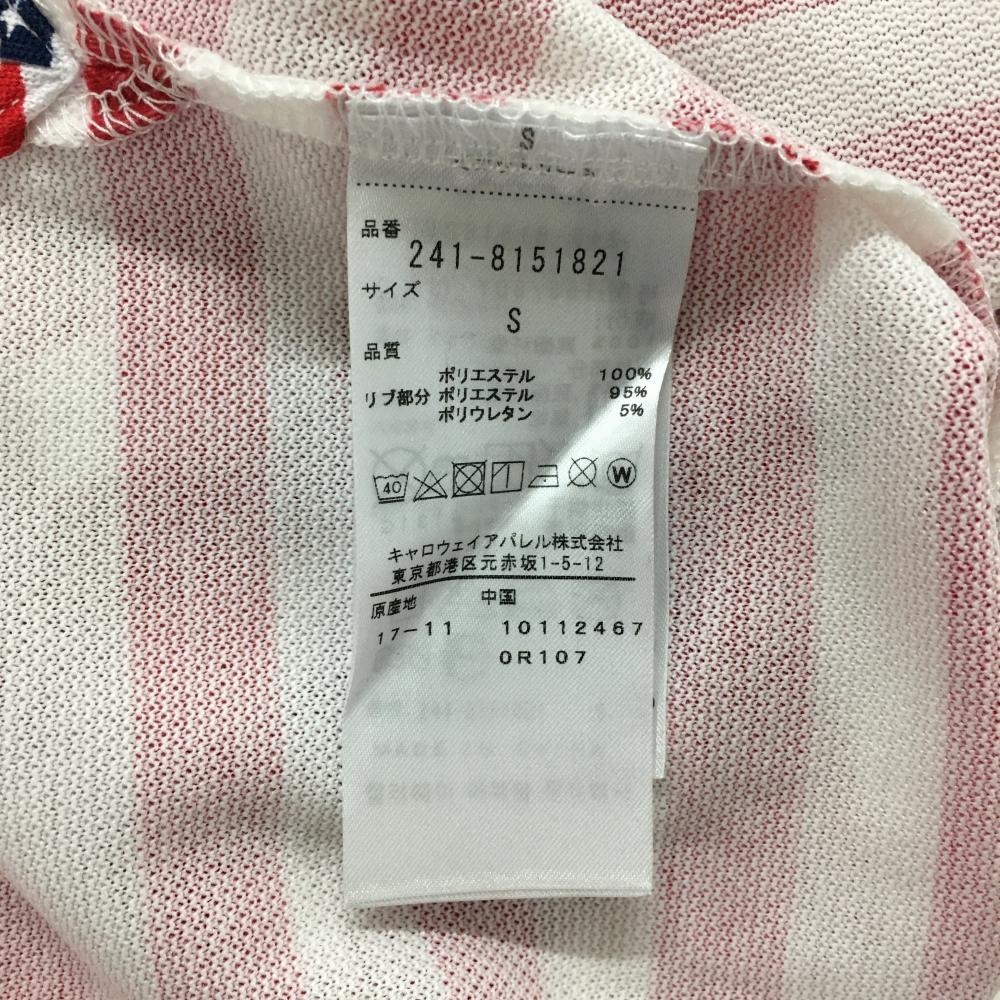 S
品番
241-8151821
サイズ
S
品質
ポリエステル 100%
リブ部分 ポリエステル 95%
ポリウレタン 5%
40
W
キャロウェイアパレル株式会社
東京都港区元赤坂1-5-12
原産地 中国
17-11 10112467
0R107